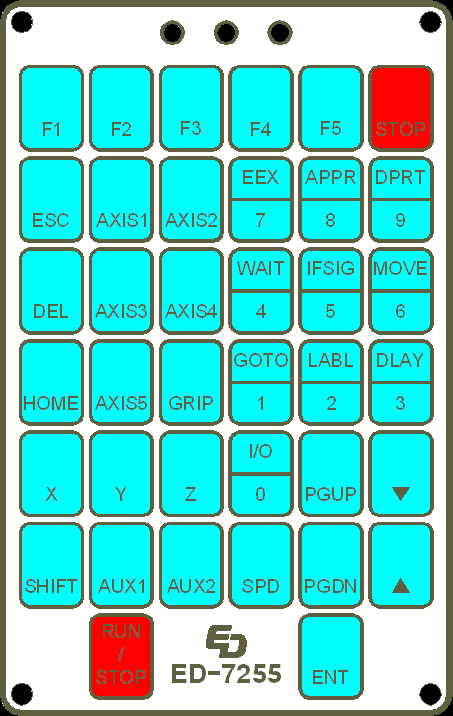 F1 F2 F3 F4 F5 STOP
ESC AXIS1 AXIS2 EEX 7 APPR 8 DPRT 9
DEL AXIS3 AXIS4 WAIT 4 IFSIG 5 MOVE 6
HOME AXIS5 GRIP GOTO 1 LABL 2 DLAY 3
X Y Z I/O 0 PGUP ▼
SHIFT AUX1 AUX2 SPD PGDN ▲
RUN
/
STOP
ED
ED-7255
ENT